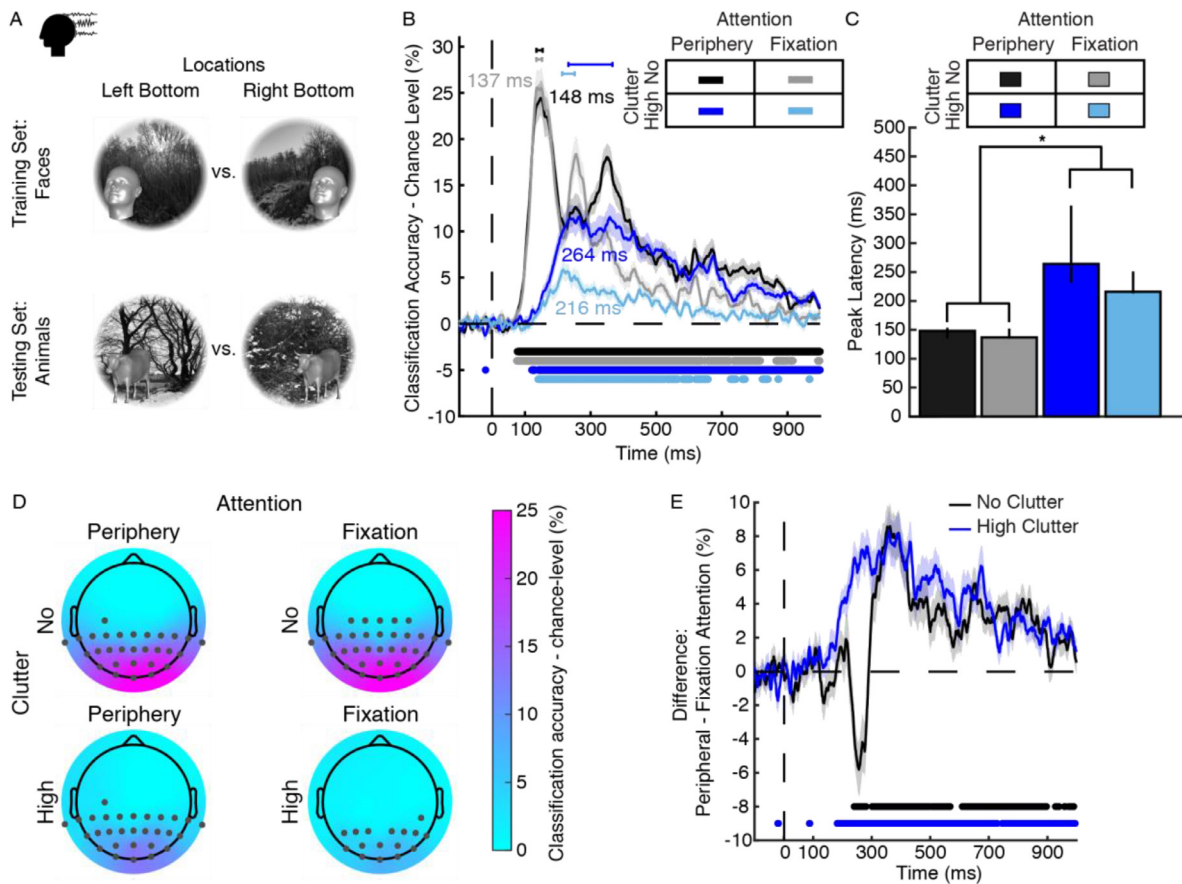 A
Locations
Left Bottom
Right Bottom
Training Set:
Faces
vs.
Testing Set:
Animals
vs.
B
Attention
Periphery
Fixation
Clutter
High No
Classification Accuracy - Chance Level (%)
30
25
20
15
10
5
0
-5
-10
137 ms
148 ms
264 ms
216 ms
0
100
300
500
700
900
Time (ms)
C
Attention
Periphery
Fixation
Clutter
High No
Peak Latency (ms)
500
450
400
350
300
250
200
150
100
50
0
*
D
Attention
Periphery
Fixation
Clutter
No
No
Periphery
Fixation
High
High
25
20
15
10
5
0
Classification accuracy - chance-level (%)
E
Difference:
Peripheral - Fixation Attention (%)
10
8
6
4
2
0
-2
-4
-6
-8
-10
No Clutter
High Clutter
0
100
300
500
700
900
Time (ms)